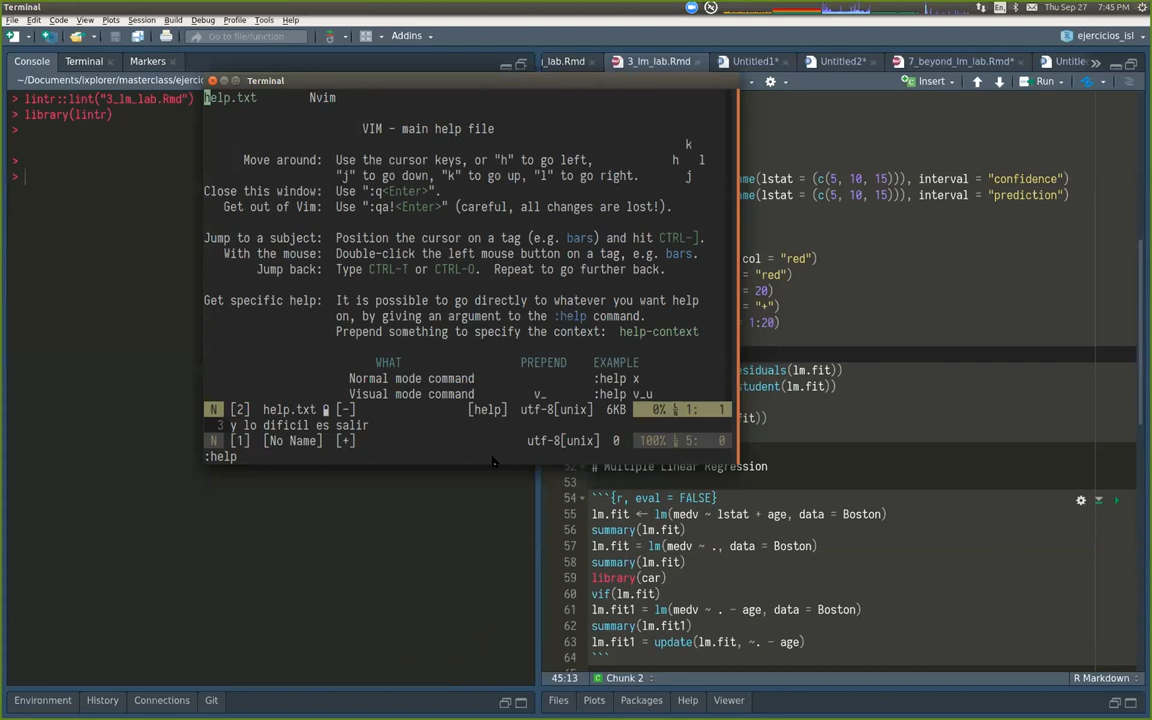 Terminal
Thu Sep 27 7:45 PM
File Edit Code View Plots Session Build Debug Profile Tools Help
Go to file/function
Addins
ejercicios_isl
Console Terminal Markers
~/Documents/ixplorer/masterclass/ejercic
> lintr::lint("3_lm_lab.Rmd")
> library(lintr)
>
>
>
Terminal
help.txt Nvim
VIM - main help file
k
Move around: Use the cursor keys, or "h" to go left, h l
"j" to go down, "k" to go up, "l" to go right. j
Close this window: Use ":q<Enter>".
Get out of Vim: Use ":qa!<Enter>" (careful, all changes are lost!).
Jump to a subject: Position the cursor on a tag (e.g. bars) and hit CTRL-].
With the mouse: Double-click the left mouse button on a tag, e.g. bars.
Jump back: Type CTRL-T or CTRL-O. Repeat to go further back.
Get specific help: It is possible to go directly to whatever you want help
on, by giving an argument to the :help command.
Prepend something to specify the context: help-context
WHAT PREPEND EXAMPLE
Normal mode command :help x
Visual mode command v_ :help v_u
N [2] help.txt [-] [help] utf-8[unix] 6KB 0% 1: 1
3 y lo dificil es salir
N [1] [No Name] [+] utf-8[unix] 0 100% 5: 0
:help
_lab.Rmd 3_lm_lab.Rmd Untitled1* Untitled2* 7_beyond_lm_lab.Rmd* Untitle
Insert Run
me(lstat = (c(5, 10, 15))), interval = "confidence")
me(lstat = (c(5, 10, 15))), interval = "prediction")
col = "red")
= "red")
= 20)
= "+")
= 1:20)
esiduals(lm.fit))
student(lm.fit))
))
52 # Multiple Linear Regression
53
54 ```{r, eval = FALSE}
55 lm.fit <- lm(medv ~ lstat + age, data = Boston)
56 summary(lm.fit)
57 lm.fit = lm(medv ~ ., data = Boston)
58 summary(lm.fit)
59 library(car)
60 vif(lm.fit)
61 lm.fit1 = lm(medv ~ . - age, data = Boston)
62 summary(lm.fit1)
63 lm.fit1 = update(lm.fit, ~. - age)
64 ```
45:13 Chunk 2 R Markdown
Environment History Connections Git
Files Plots Packages Help Viewer